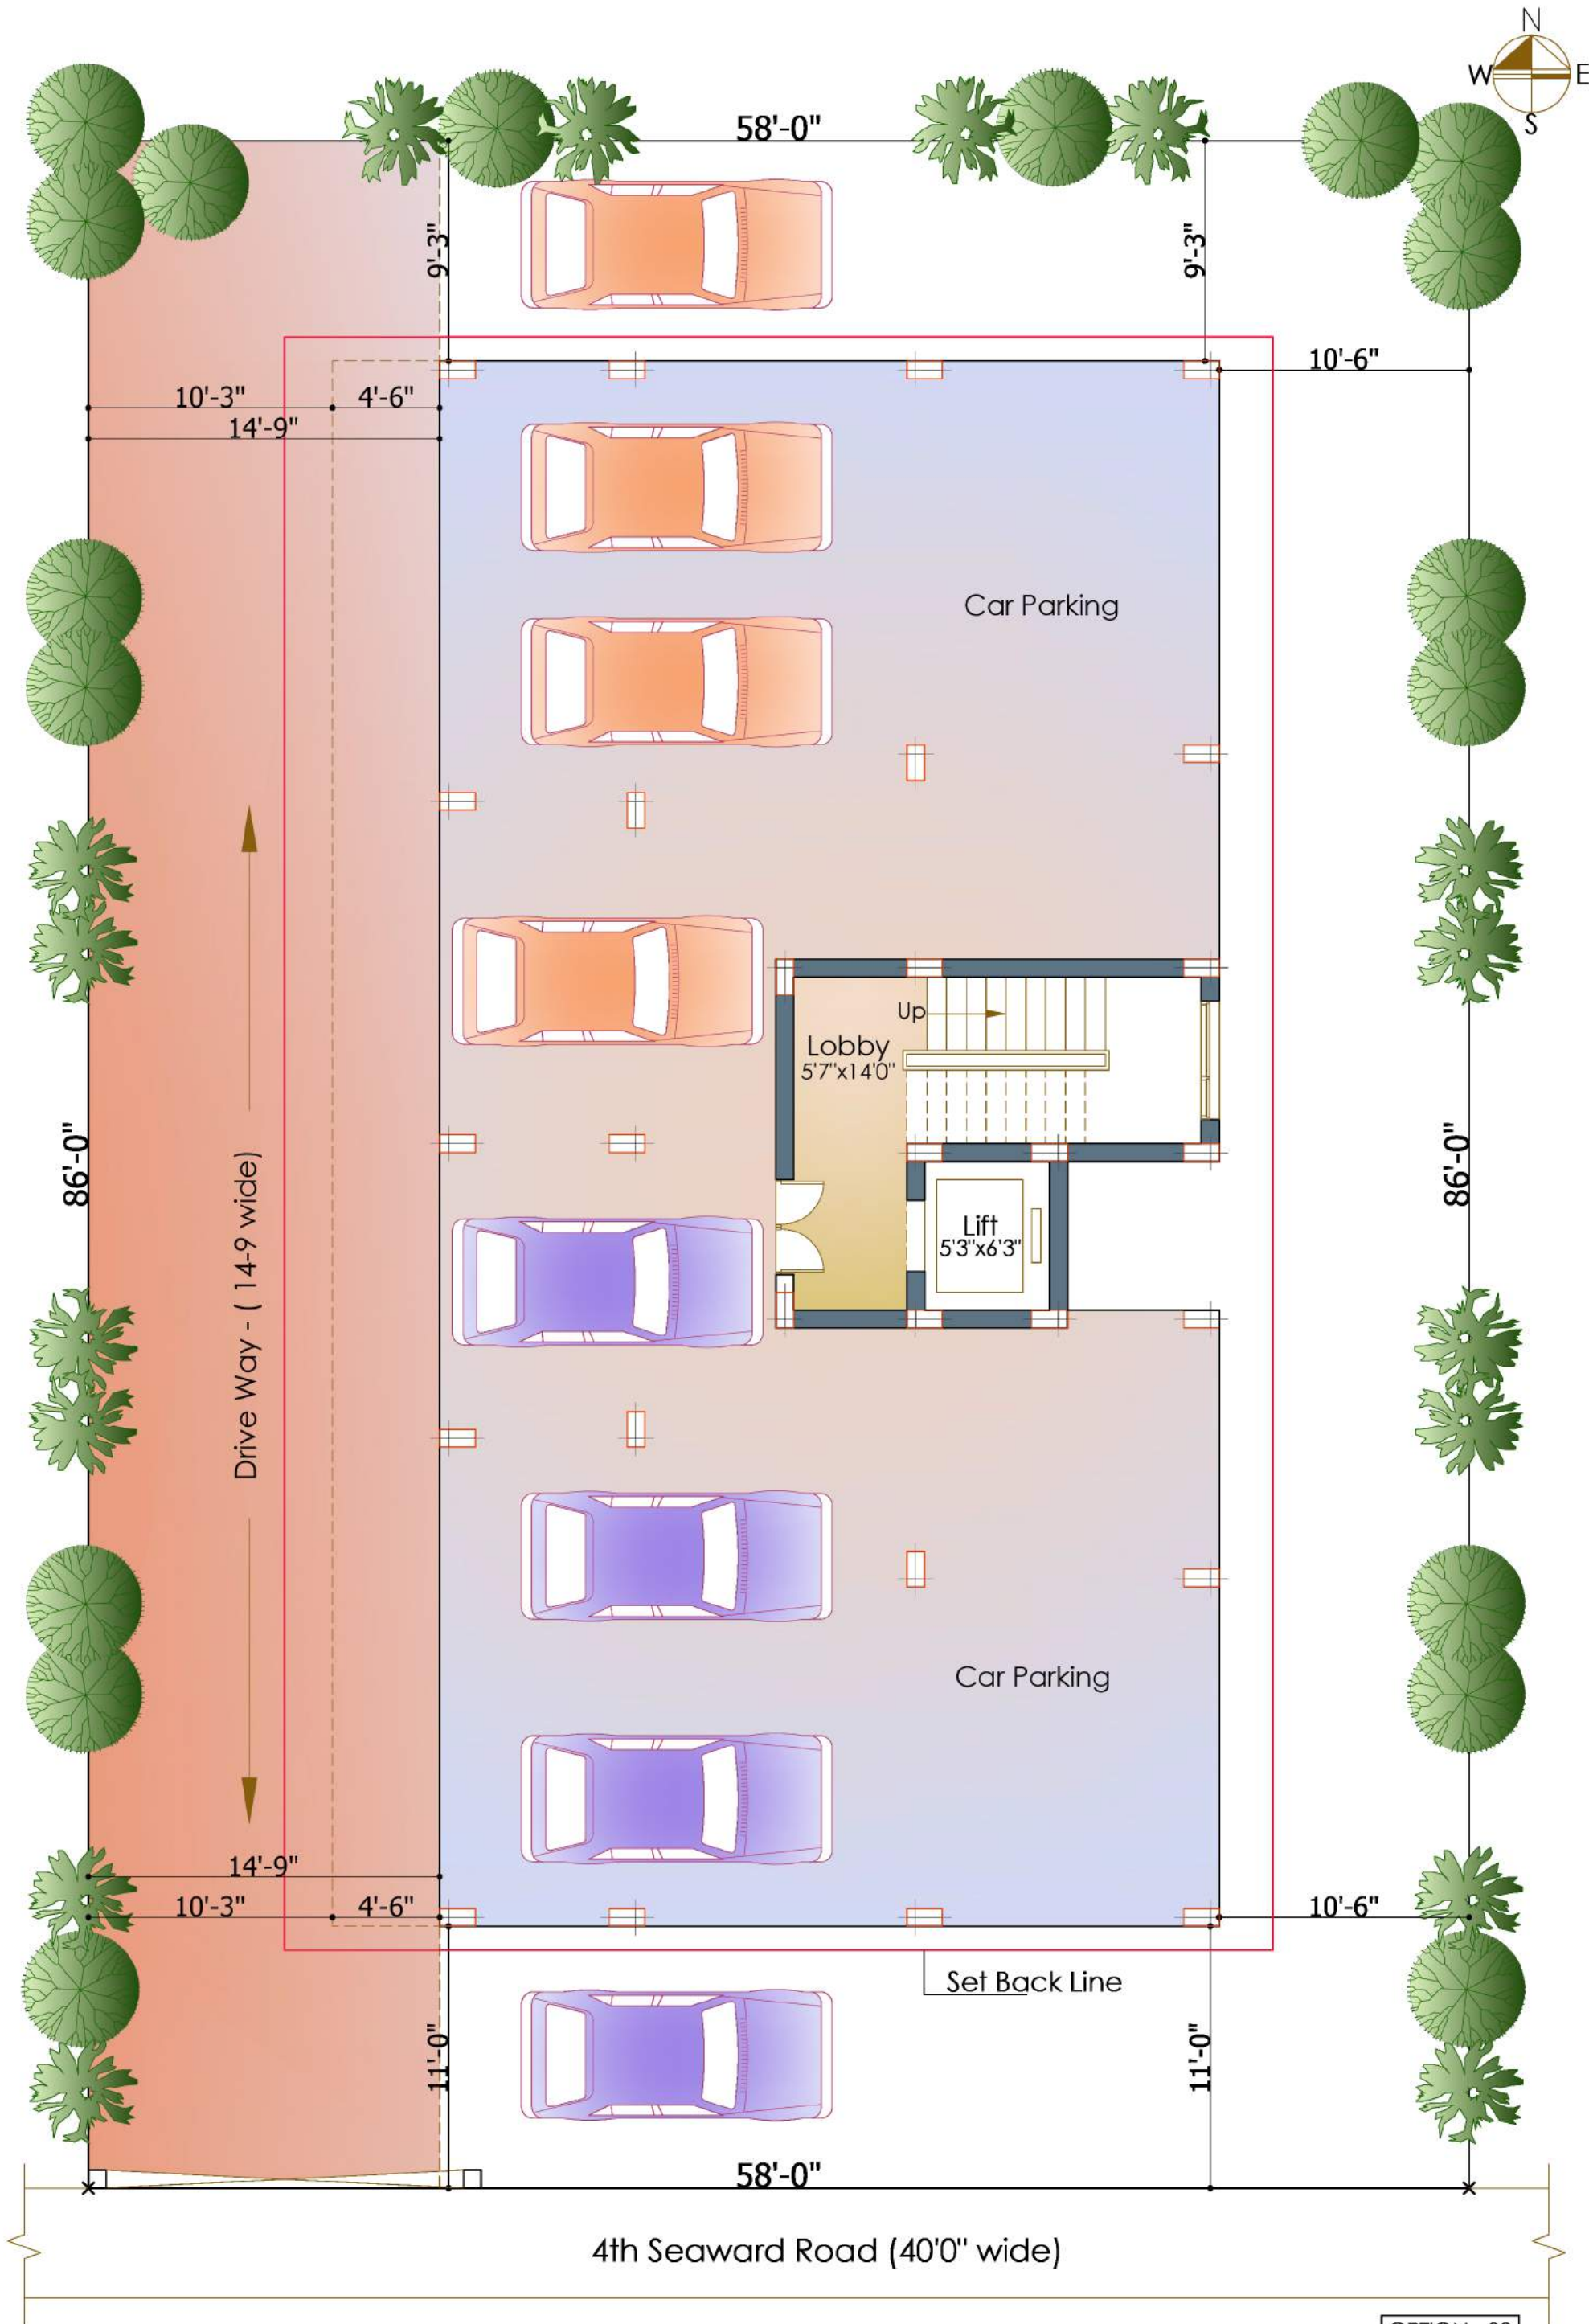 N
W E
S
58'-0"
9'-3"
9'-3"
10'-6"
10'-3" 4'-6"
14'-9"
Car Parking
Up
Lobby
5'7"x14'0"
86'-0"
86'-0"
Drive Way - ( 14-9 wide)
Lift
5'3"x6'3"
Car Parking
14'-9"
10'-3" 4'-6"
10'-6"
Set Back Line
11'-0"
11'-0"
58'-0"
4th Seaward Road (40'0" wide)